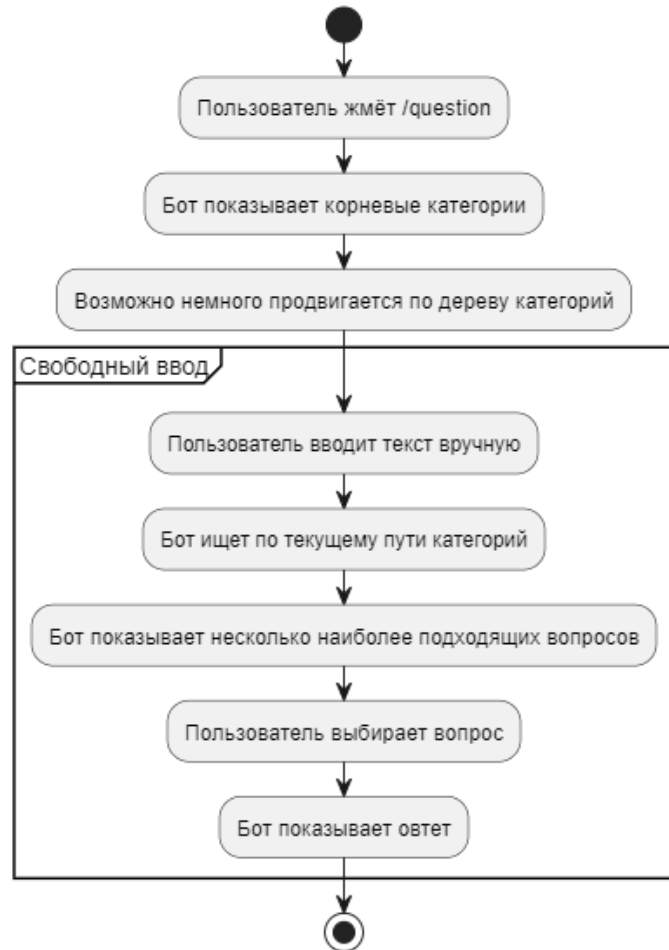 Пользователь жмёт /question
Бот показывает корневые категории
Возможно немного продвигается по дереву категорий
Свободный ввод
Пользователь вводит текст вручную
Бот ищет по текущему пути категорий
Бот показывает несколько наиболее подходящих вопросов
Пользователь выбирает вопрос
Бот показывает овтет